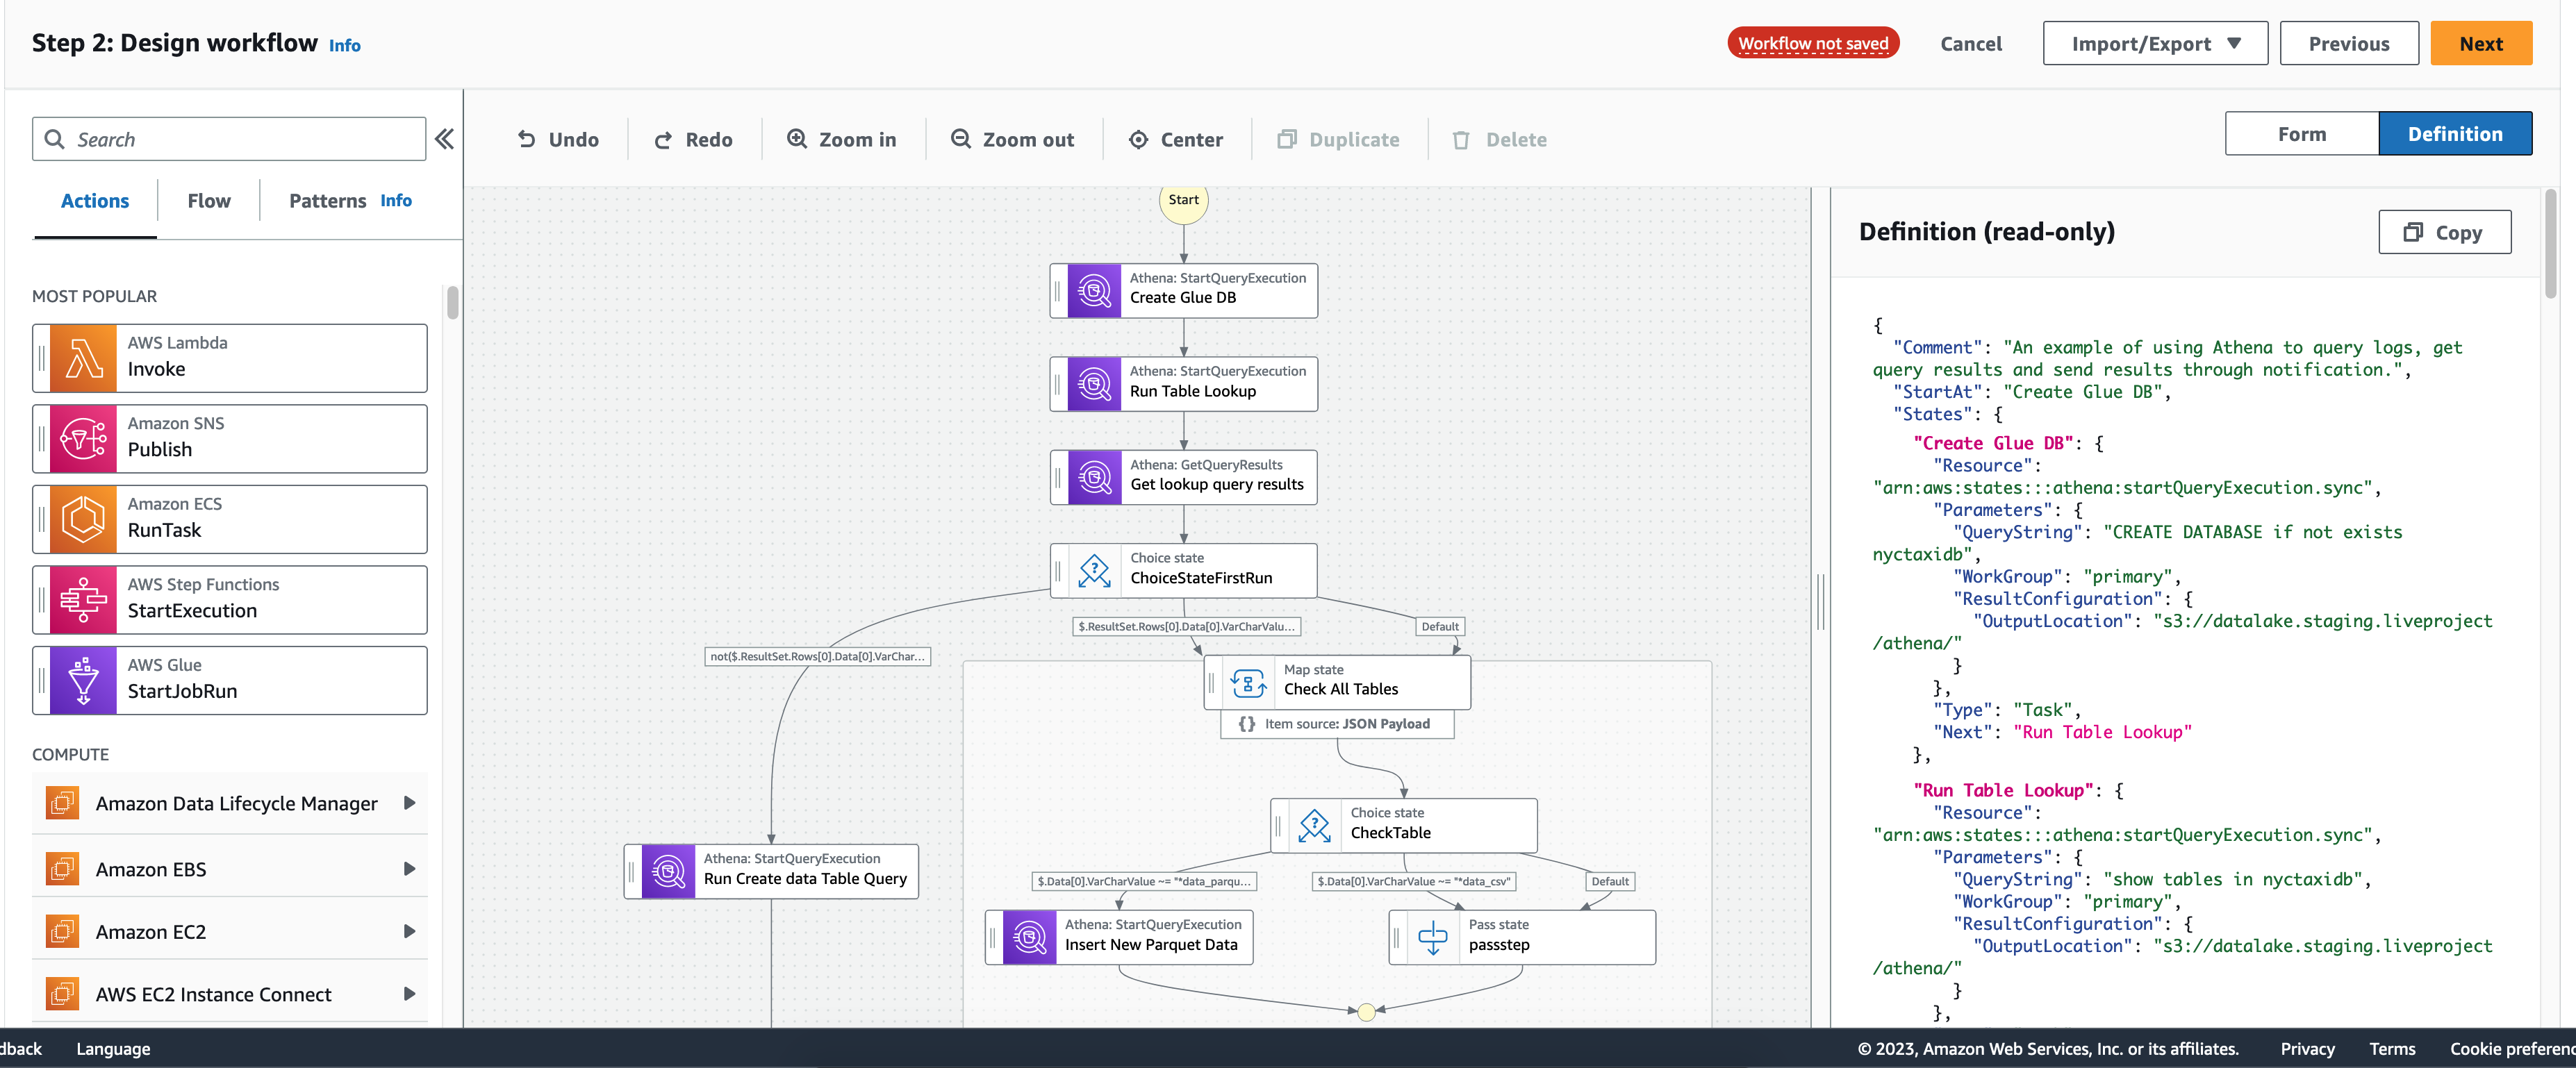 Step 2: Design workflow Info
Workflow not saved
Cancel
Import/Export
Previous
Next
Search
Actions
Flow
Patterns Info
MOST POPULAR
AWS Lambda
Invoke
Amazon SNS
Publish
Amazon ECS
RunTask
AWS Step Functions
StartExecution
AWS Glue
StartJobRun
COMPUTE
Amazon Data Lifecycle Manager
Amazon EBS
Amazon EC2
AWS EC2 Instance Connect
Undo
Redo
Zoom in
Zoom out
Center
Duplicate
Delete
Form
Definition
Start
Athena: StartQueryExecution
Create Glue DB
Athena: StartQueryExecution
Run Table Lookup
Athena: GetQueryResults
Get lookup query results
Choice state
ChoiceStateFirstRun
not($.ResultSet.Rows[0].Data[0].VarChar...
$.ResultSet.Rows[0].Data[0].VarCharValu...
Default
Map state
Check All Tables
{} Item source: JSON Payload
Choice state
CheckTable
Athena: StartQueryExecution
Run Create data Table Query
$.Data[0].VarCharValue ~= "*data_parqu...
$.Data[0].VarCharValue ~= "*data_csv"
Default
Athena: StartQueryExecution
Insert New Parquet Data
Pass state
passstep
Definition (read-only)
Copy
{
"Comment": "An example of using Athena to query logs, get
query results and send results through notification.",
"StartAt": "Create Glue DB",
"States": {
"Create Glue DB": {
"Resource":
"arn:aws:states:::athena:startQueryExecution.sync",
"Parameters": {
"QueryString": "CREATE DATABASE if not exists
nyctaxidb",
"WorkGroup": "primary",
"ResultConfiguration": {
"OutputLocation": "s3://datalake.staging.liveproject
/athena/"
}
},
"Type": "Task",
"Next": "Run Table Lookup"
},
"Run Table Lookup": {
"Resource":
"arn:aws:states:::athena:startQueryExecution.sync",
"Parameters": {
"QueryString": "show tables in nyctaxidb",
"WorkGroup": "primary",
"ResultConfiguration": {
"OutputLocation": "s3://datalake.staging.liveproject
/athena/"
}
},
dback
Language
© 2023, Amazon Web Services, Inc. or its affiliates.
Privacy
Terms
Cookie preferenc